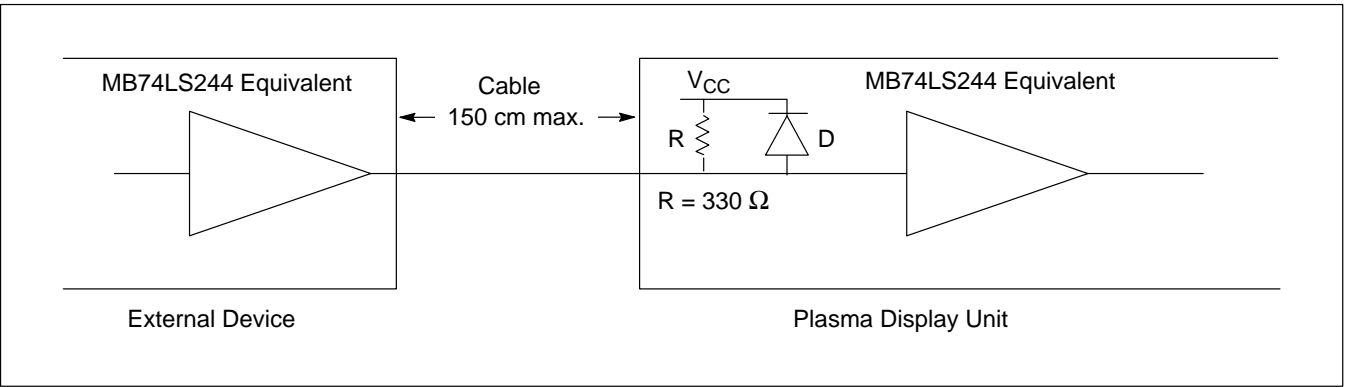 MB74LS244 Equivalent
Cable
150 cm max.
V_CC
MB74LS244 Equivalent
R
D
R = 330 Ω
External Device
Plasma Display Unit